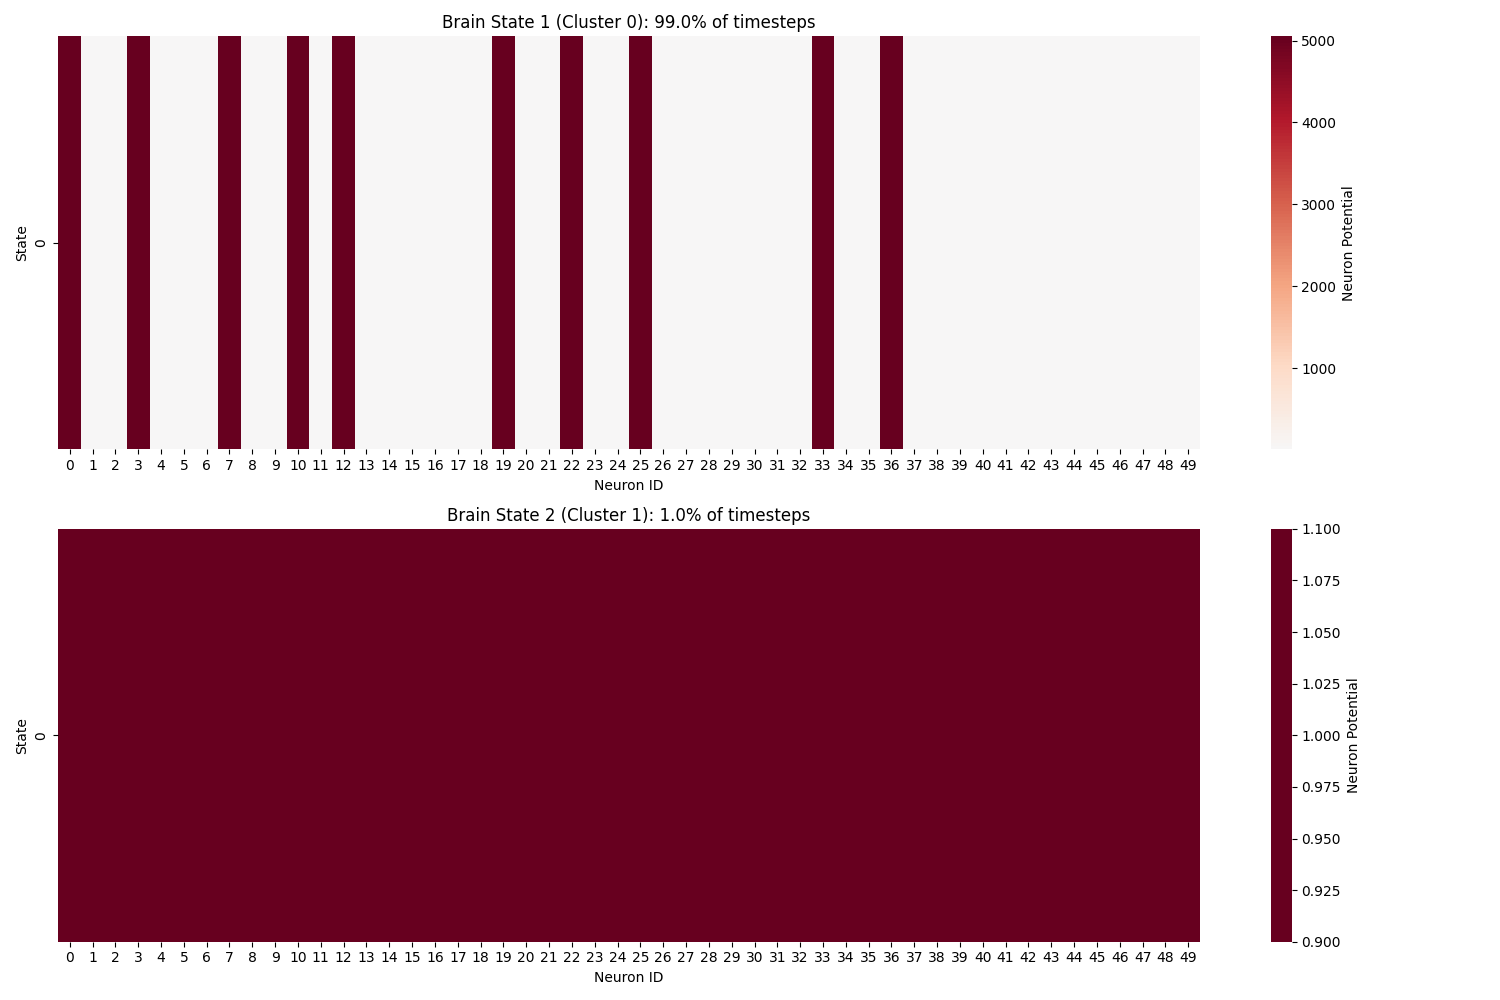 Brain State 1 (Cluster 0): 99.0% of timesteps
State
0
0 1 2 3 4 5 6 7 8 9 10 11 12 13 14 15 16 17 18 19 20 21 22 23 24 25 26 27 28 29 30 31 32 33 34 35 36 37 38 39 40 41 42 43 44 45 46 47 48 49
Neuron ID
5000
4000
3000
2000
1000
Neuron Potential
Brain State 2 (Cluster 1): 1.0% of timesteps
State
0
0 1 2 3 4 5 6 7 8 9 10 11 12 13 14 15 16 17 18 19 20 21 22 23 24 25 26 27 28 29 30 31 32 33 34 35 36 37 38 39 40 41 42 43 44 45 46 47 48 49
Neuron ID
1.100
1.075
1.050
1.025
1.000
0.975
0.950
0.925
0.900
Neuron Potential